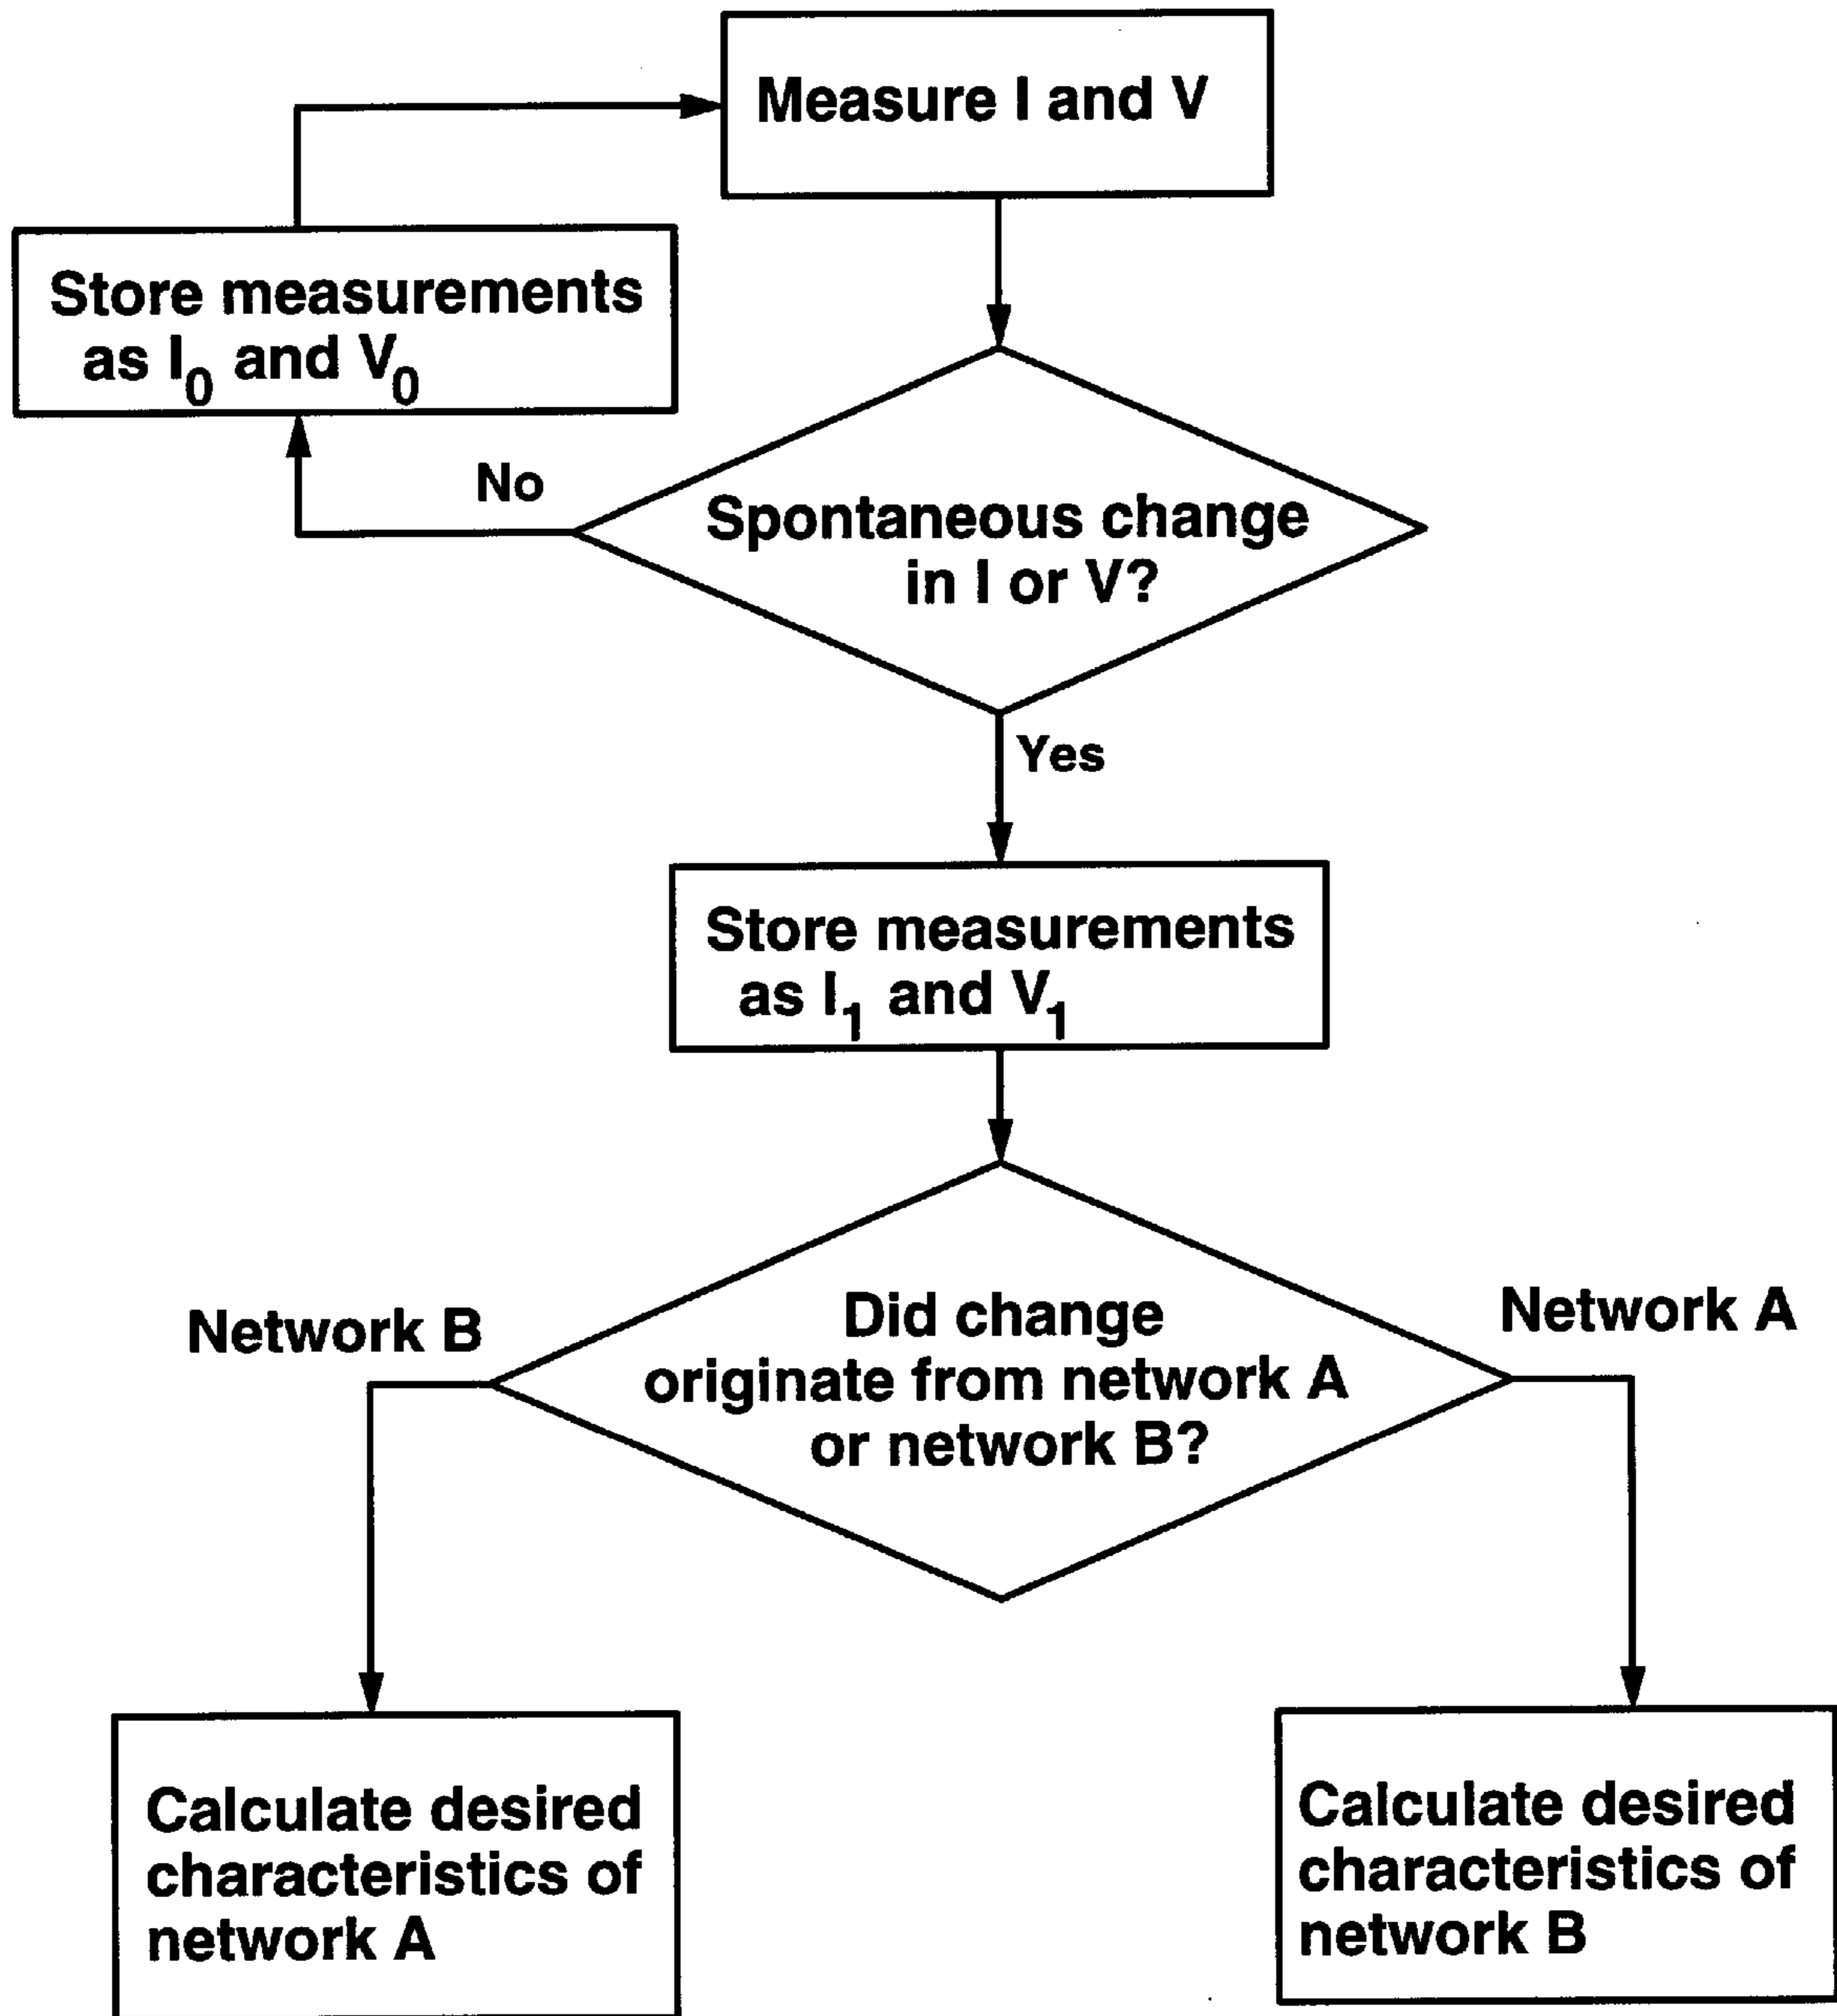 Measure I and V
Store measurements
as I₀ and V₀
No
Spontaneous change
in I or V?
Yes
Store measurements
as I₁ and V₁
Did change
originate from network A
or network B?
Network B
Network A
Calculate desired
characteristics of
network A
Calculate desired
characteristics of
network B